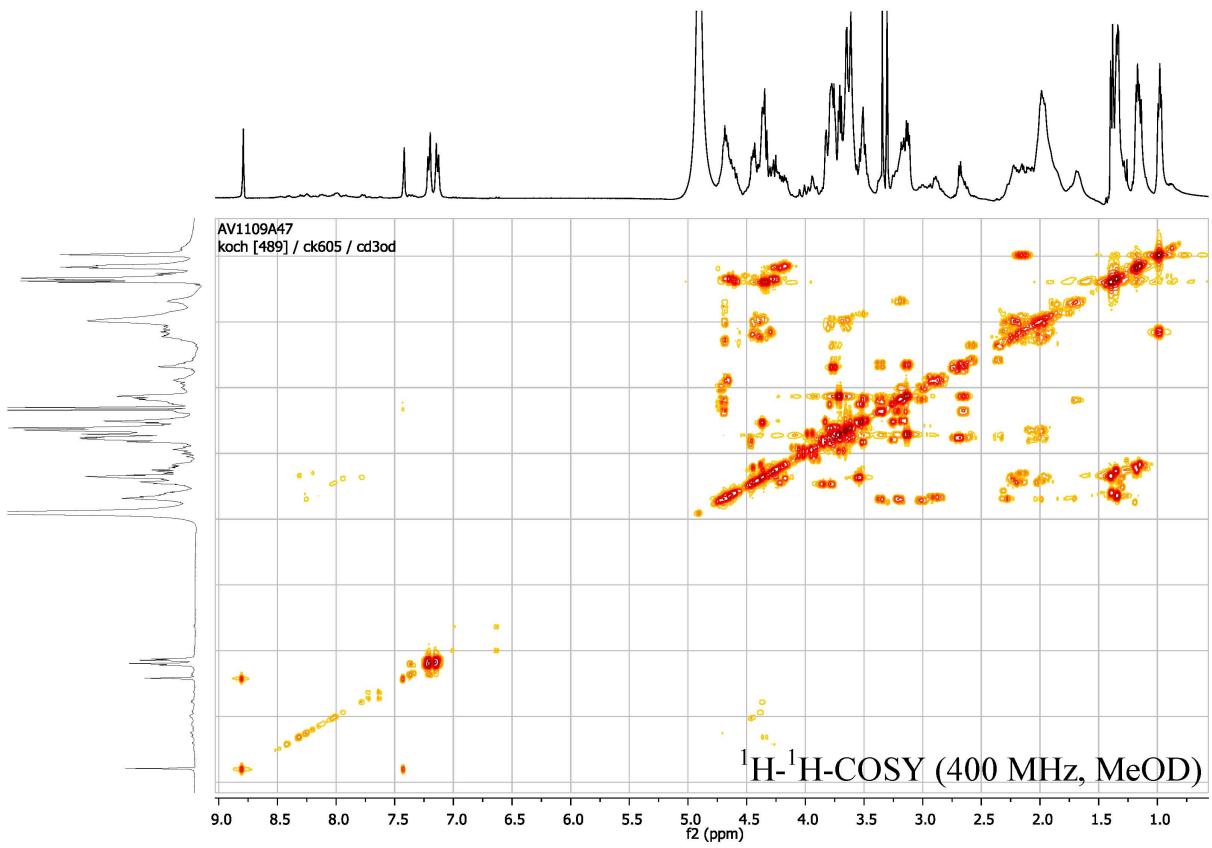 AV1109A47
koch [489] / ck605 / cd3od
¹H-¹H-COSY (400 MHz, MeOD)
9.0 8.5 8.0 7.5 7.0 6.5 6.0 5.5 5.0 4.5 4.0 3.5 3.0 2.5 2.0 1.5 1.0
f2 (ppm)